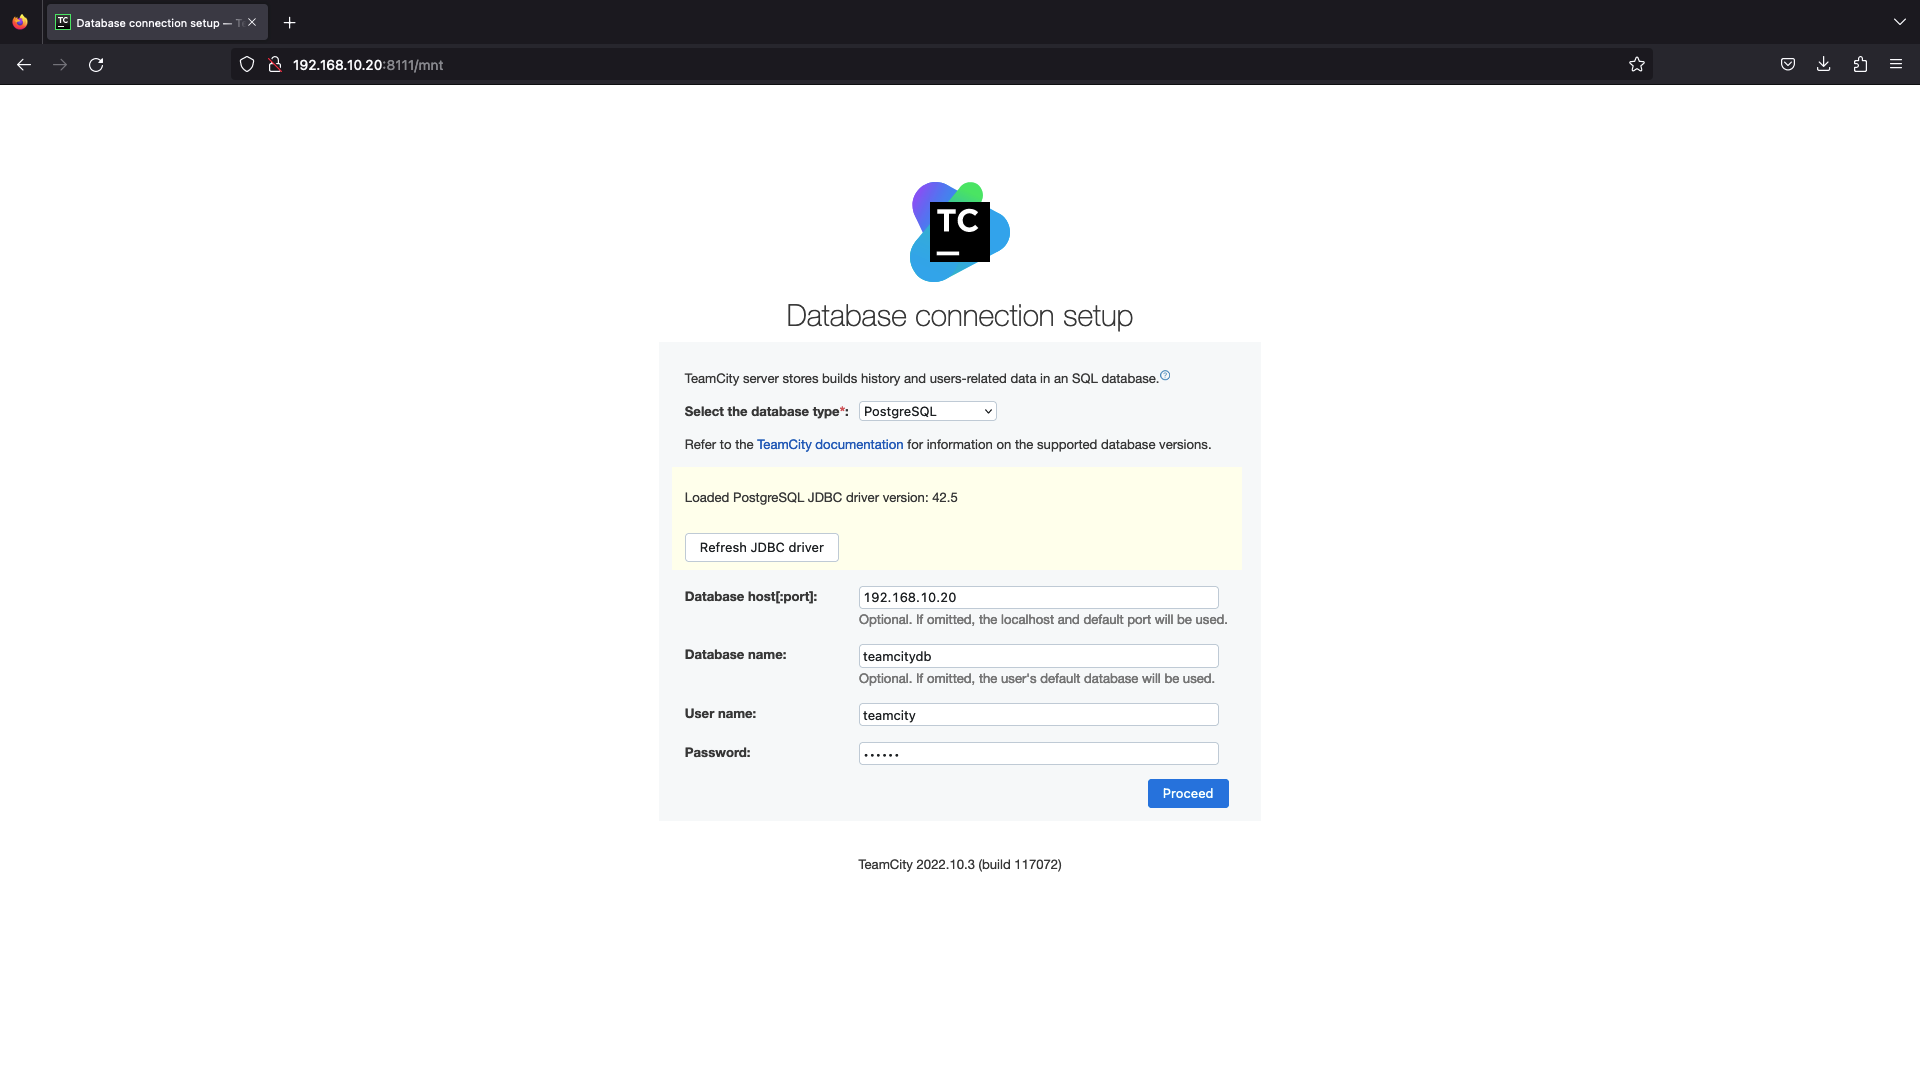 TC
Database connection setup — Te
192.168.10.20:8111/mnt
TC
Database connection setup
TeamCity server stores builds history and users-related data in an SQL database.
Select the database type*: PostgreSQL
Refer to the TeamCity documentation for information on the supported database versions.
Loaded PostgreSQL JDBC driver version: 42.5
Refresh JDBC driver
Database host[:port]: 192.168.10.20
Optional. If omitted, the localhost and default port will be used.
Database name: teamcitydb
Optional. If omitted, the user's default database will be used.
User name: teamcity
Password: ••••••
Proceed
TeamCity 2022.10.3 (build 117072)